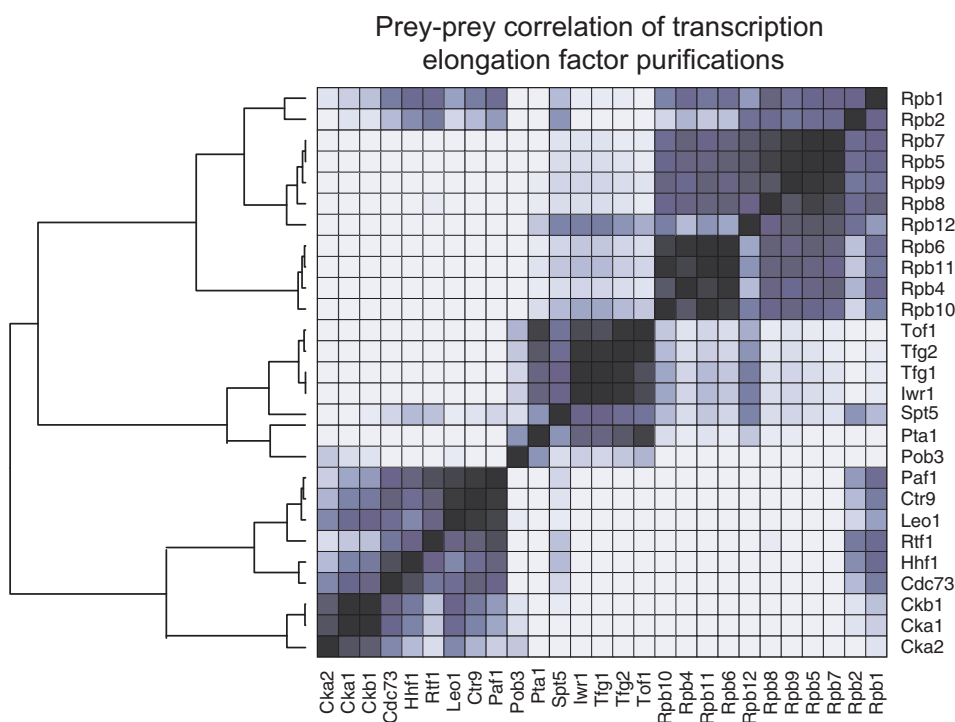 Prey-prey correlation of transcription
elongation factor purifications
Rpb1
Rpb2
Rpb7
Rpb5
Rpb9
Rpb8
Rpb12
Rpb6
Rpb11
Rpb4
Rpb10
Tof1
Tfg2
Tfg1
Iwr1
Spt5
Pta1
Pob3
Paf1
Ctr9
Leo1
Rtf1
Hhf1
Cdc73
Ckb1
Cka1
Cka2
Cka2
Cka1
Ckb1
Cdc73
Hhf1
Rtf1
Leo1
Ctr9
Paf1
Pob3
Pta1
Spt5
Iwr1
Tfg1
Tfg2
Tof1
Rpb10
Rpb4
Rpb11
Rpb6
Rpb12
Rpb8
Rpb9
Rpb5
Rpb7
Rpb2
Rpb1